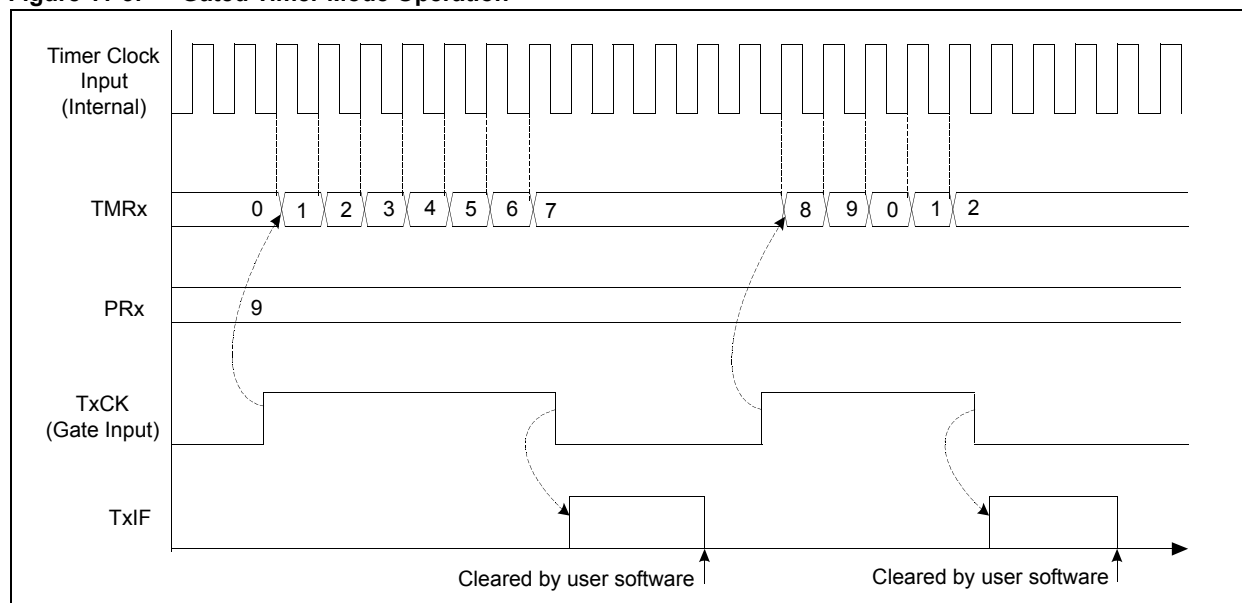 Timer Clock
Input
(Internal)
TMRx
0 1 2 3 4 5 6 7 8 9 0 1 2
PRx
9
TxCK
(Gate Input)
TxIF
Cleared by user software
Cleared by user software